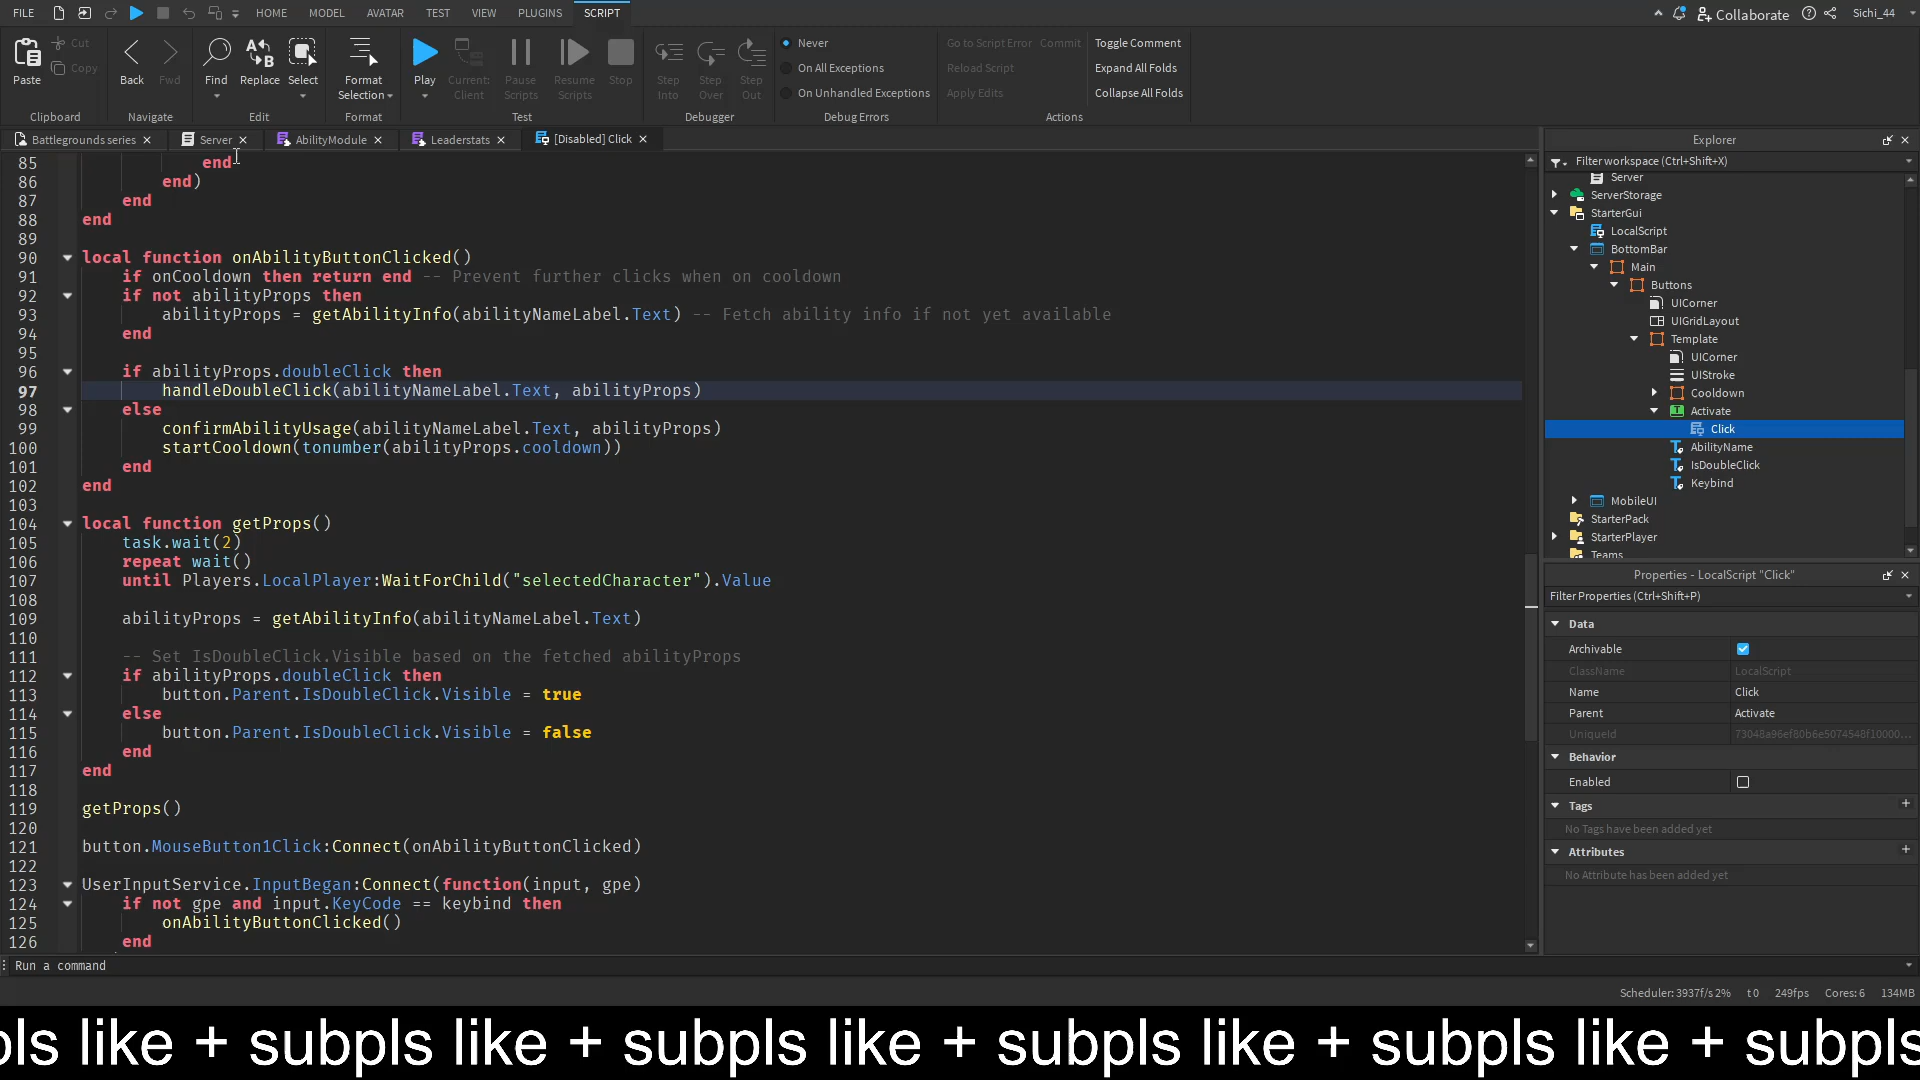 FILE HOME MODEL AVATAR TEST VIEW PLUGINS SCRIPT Collaborate Sichi_44
Paste Cut Copy Back Fwd Find Replace Select Format Selection Play Current: Client Pause Scripts Resume Scripts Stop Step Into Step Over Step Out
Never Go to Script Error Commit Toggle Comment
On All Exceptions Reload Script Expand All Folds
On Unhandled Exceptions Apply Edits Collapse All Folds
Clipboard Navigate Edit Format Test Debugger Debug Errors Actions
Battlegrounds series Server AbilityModule Leaderstats [Disabled] Click
85 end
86 end)
87 end
88 end
89
90 local function onAbilityButtonClicked()
91 if onCooldown then return end -- Prevent further clicks when on cooldown
92 if not abilityProps then
93 abilityProps = getAbilityInfo(abilityNameLabel.Text) -- Fetch ability info if not yet available
94 end
95
96 if abilityProps.doubleClick then
97 handleDoubleClick(abilityNameLabel.Text, abilityProps)
98 else
99 confirmAbilityUsage(abilityNameLabel.Text, abilityProps)
100 startCooldown(tonumber(abilityProps.cooldown))
101 end
102 end
103
104 local function getProps()
105 task.wait(2)
106 repeat wait()
107 until Players.LocalPlayer:WaitForChild("selectedCharacter").Value
108
109 abilityProps = getAbilityInfo(abilityNameLabel.Text)
110
111 -- Set IsDoubleClick.Visible based on the fetched abilityProps
112 if abilityProps.doubleClick then
113 button.Parent.IsDoubleClick.Visible = true
114 else
115 button.Parent.IsDoubleClick.Visible = false
116 end
117 end
118
119 getProps()
120
121 button.MouseButton1Click:Connect(onAbilityButtonClicked)
122
123 UserInputService.InputBegan:Connect(function(input, gpe)
124 if not gpe and input.KeyCode == keybind then
125 onAbilityButtonClicked()
126 end
Run a command
Explorer
Filter workspace (Ctrl+Shift+X)
Server
ServerStorage
StarterGui
LocalScript
BottomBar
Main
Buttons
UICorner
UIGridLayout
Template
UICorner
UIStroke
Cooldown
Activate
Click
AbilityName
IsDoubleClick
Keybind
MobileUI
StarterPack
StarterPlayer
Teams
Properties - LocalScript "Click"
Filter Properties (Ctrl+Shift+P)
Data
Archivable
ClassName LocalScript
Name Click
Parent Activate
UniqueId 73048a96ef80b6e5074548f10000...
Behavior
Enabled
Tags
No Tags have been added yet
Attributes
No Attribute has been added yet
Scheduler: 3937f/s 2% t 0 249fps Cores: 6 134MB
pls like + subpls like + subpls like + subpls like + subpls like + subpls